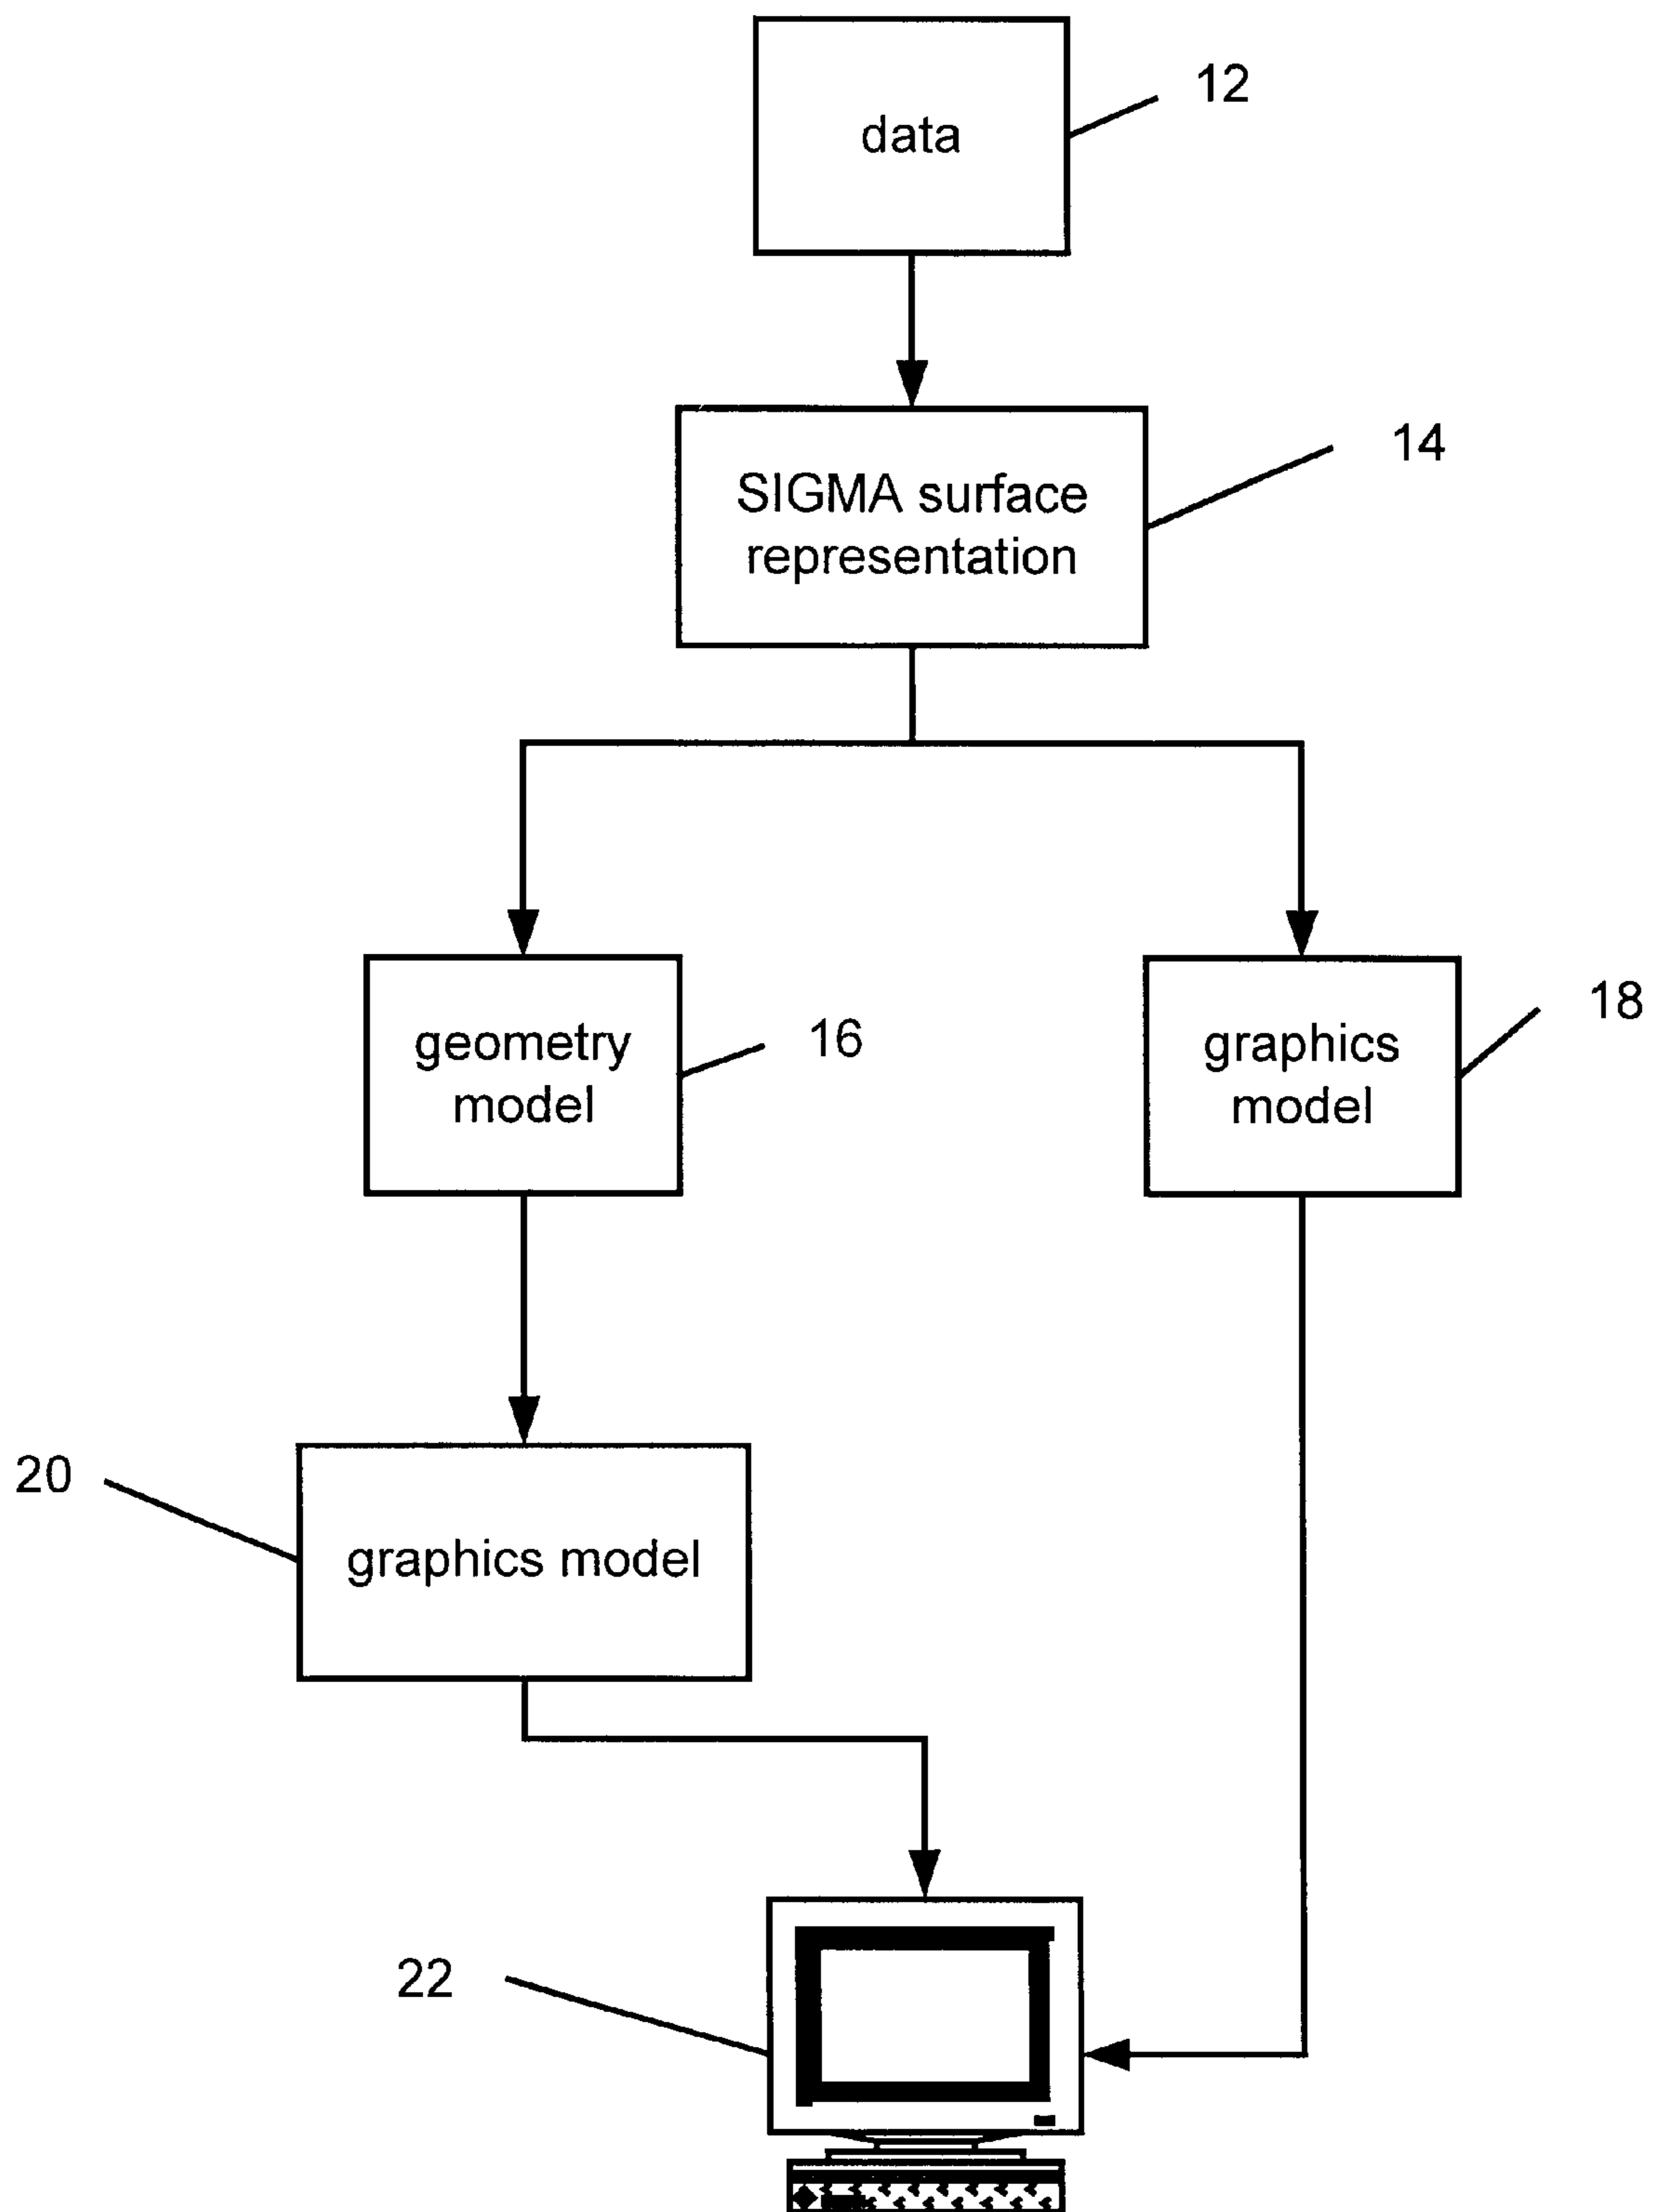 12
data
14
SIGMA surface
representation
18
16
geometry
model
graphics
model
20
graphics model
22